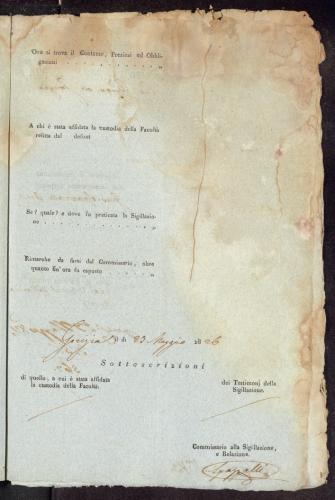 Ove si trova il Contante, Preziosi ed Obbli-
gazioni . . . . . . . . . . . „
A chi è stata affidata la custodia della Facoltà
relitta dal defunt
Se? quale? e dove fu praticata la Sigillazio-
ne . . . . . . . . . . . . „
Ricerche da farsi dal Commissario, oltre
quanto fin' ora fu esposto . . . . „
Gorizia li 23 Maggio 1826
Sottoscrizioni
di quello, a cui è stata affidata
la custodia della Facoltà.
dei Testimonj della
Sigillazione.
Commissario alla Sigillazione,
e Relazione.